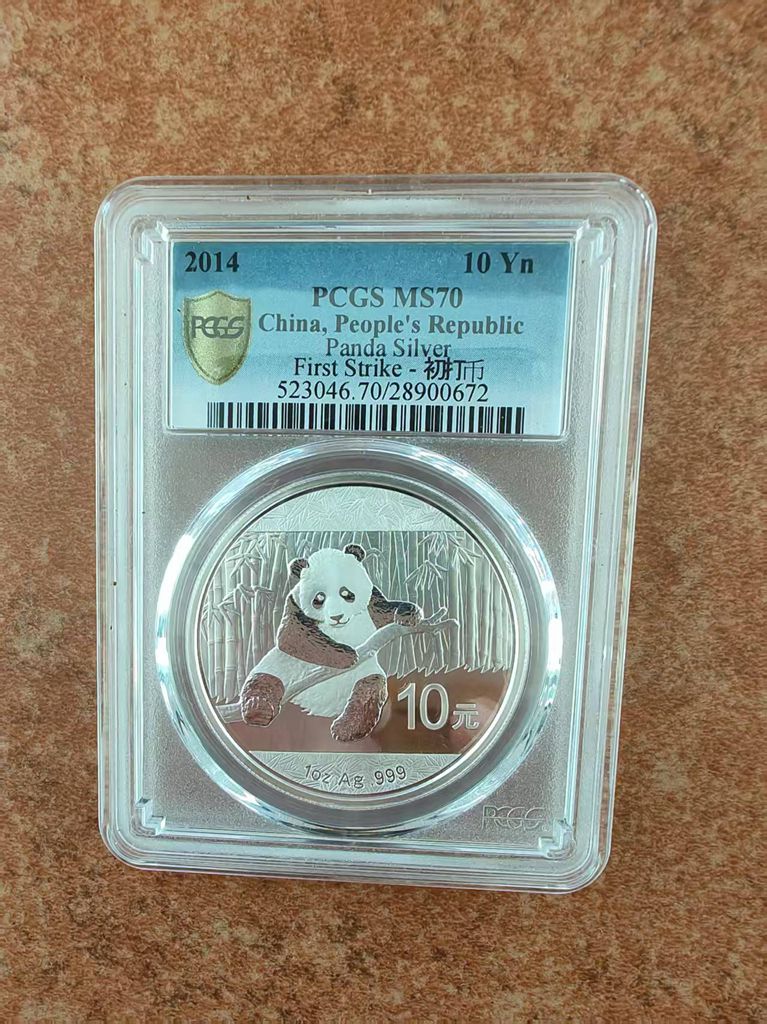 2014 10 Yn
PCGS MS70
PCGS
China, People's Republic
Panda Silver
First Strike - 初打币
523046.70/28900672
10元
1oz Ag .999
PCGS